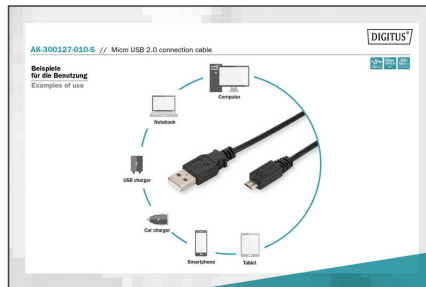 DIGITUS®
AK-300127-010-S // Micro USB 2.0 connection cable
Beispiele
für die Benutzung
Examples of use
Computer
Notebook
USB charger
Car charger
Smartphone
Tablet